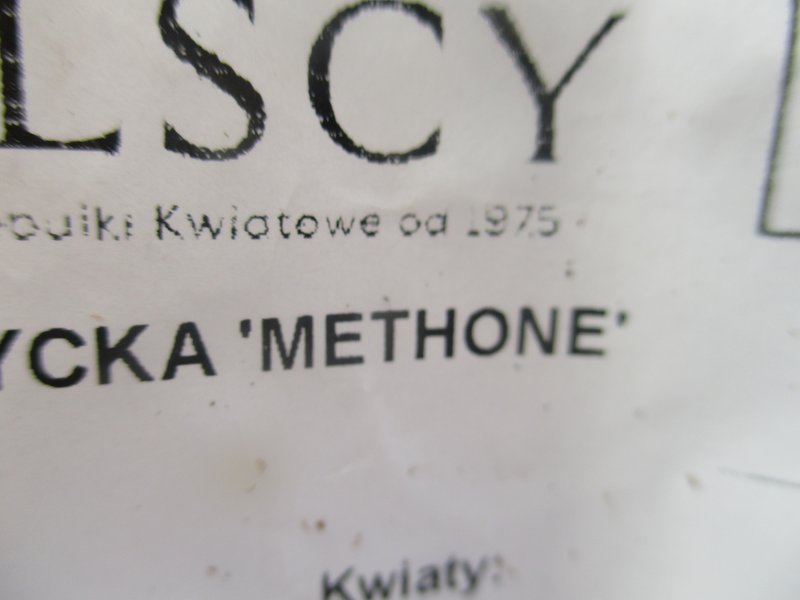 LSCY
Kwiatowe od 1975
YCKA 'METHONE'
Kwiaty: